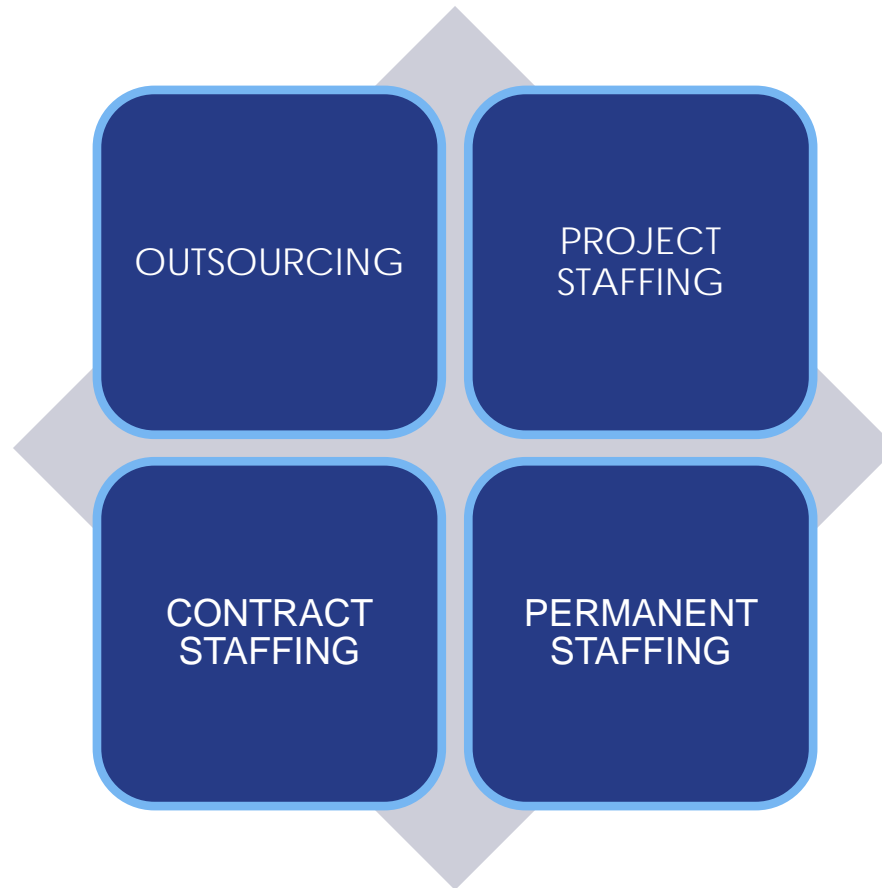 OUTSOURCING
PROJECT
STAFFING
CONTRACT
STAFFING
PERMANENT
STAFFING